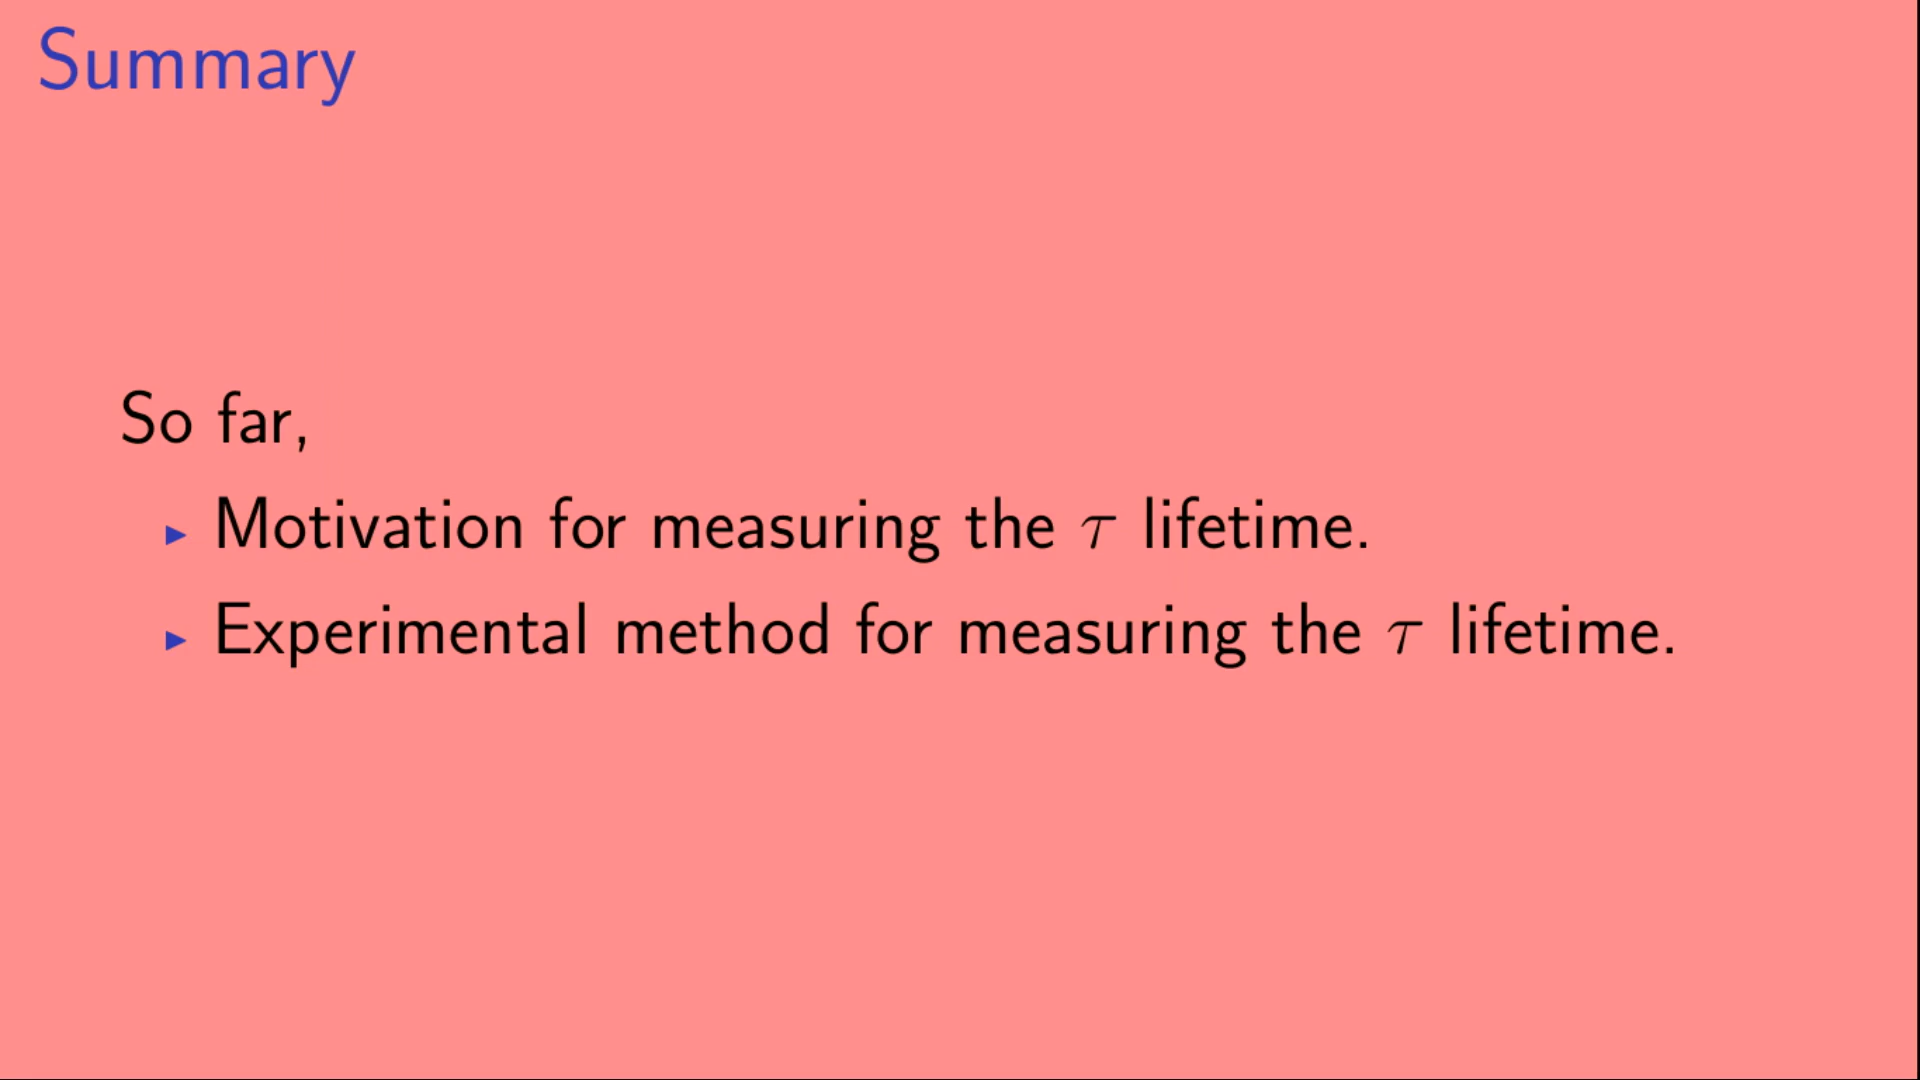 Summary
So far,
▸ Motivation for measuring the τ lifetime.
▸ Experimental method for measuring the τ lifetime.